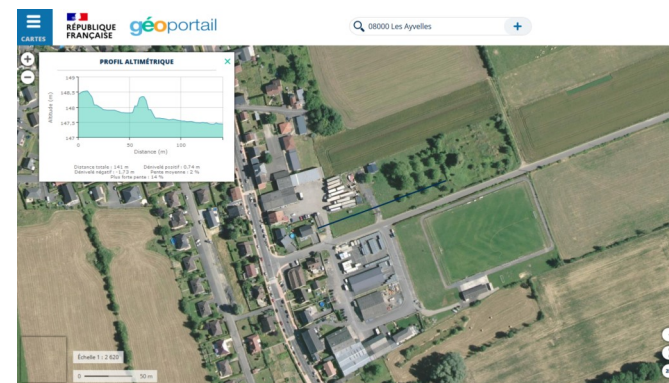 CARTES
RÉPUBLIQUE
FRANÇAISE
géoportail
08000 Les Ayvelles
+
PROFIL ALTIMÉTRIQUE
×
Altitude (m)
149
148,5
148
147,5
147
0 50 100
Distance (m)
Distance totale : 141 m Dénivelé positif : 0,74 m
Dénivelé négatif : -1,73 m Pente moyenne : 2 %
Plus forte pente : 14 %
Échelle 1 : 2 620
0 50 m